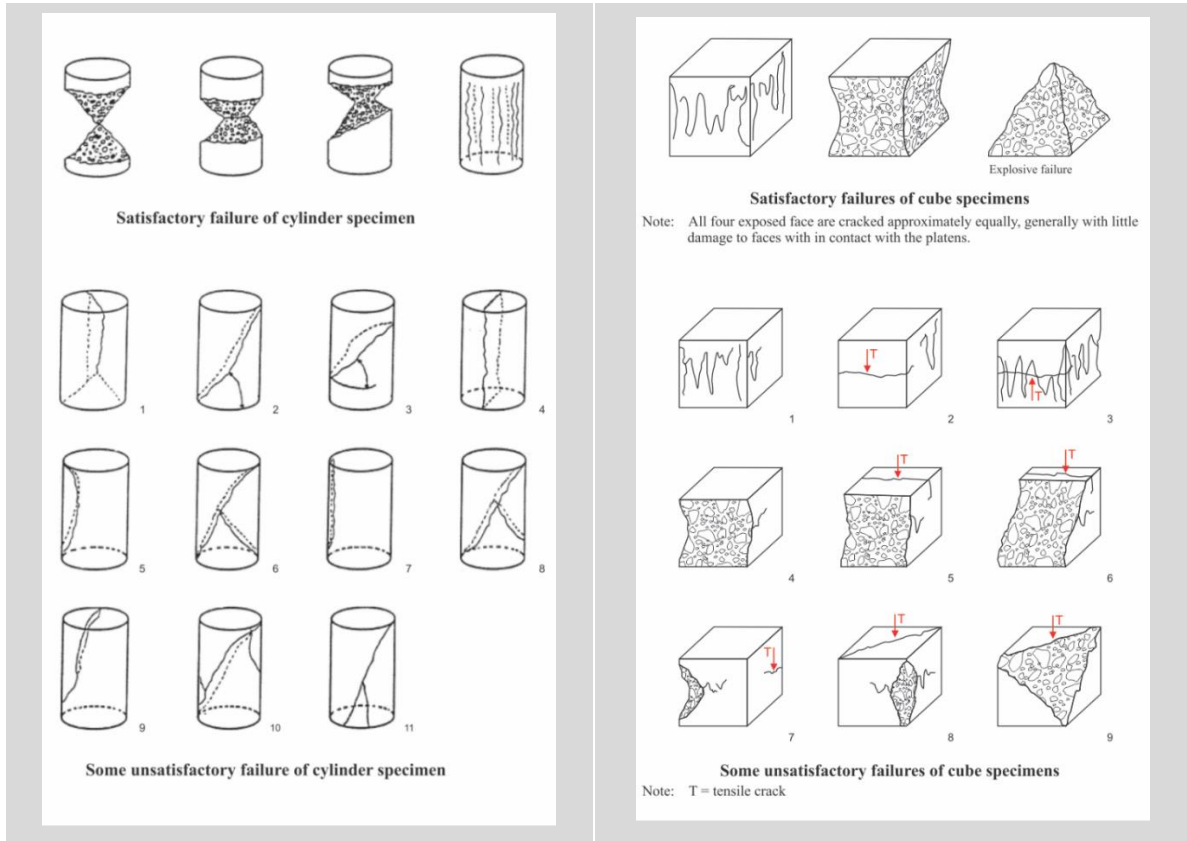 Satisfactory failure of cylinder specimen
1
2
3
4
5
6
7
8
9
10
11
Some unsatisfactory failure of cylinder specimen
Explosive failure
Satisfactory failures of cube specimens
Note: All four exposed face are cracked approximately equally, generally with little
damage to faces with in contact with the platens.
1
T
2
T
3
4
T
5
T
6
T
7
T
8
T
9
Some unsatisfactory failures of cube specimens
Note: T = tensile crack